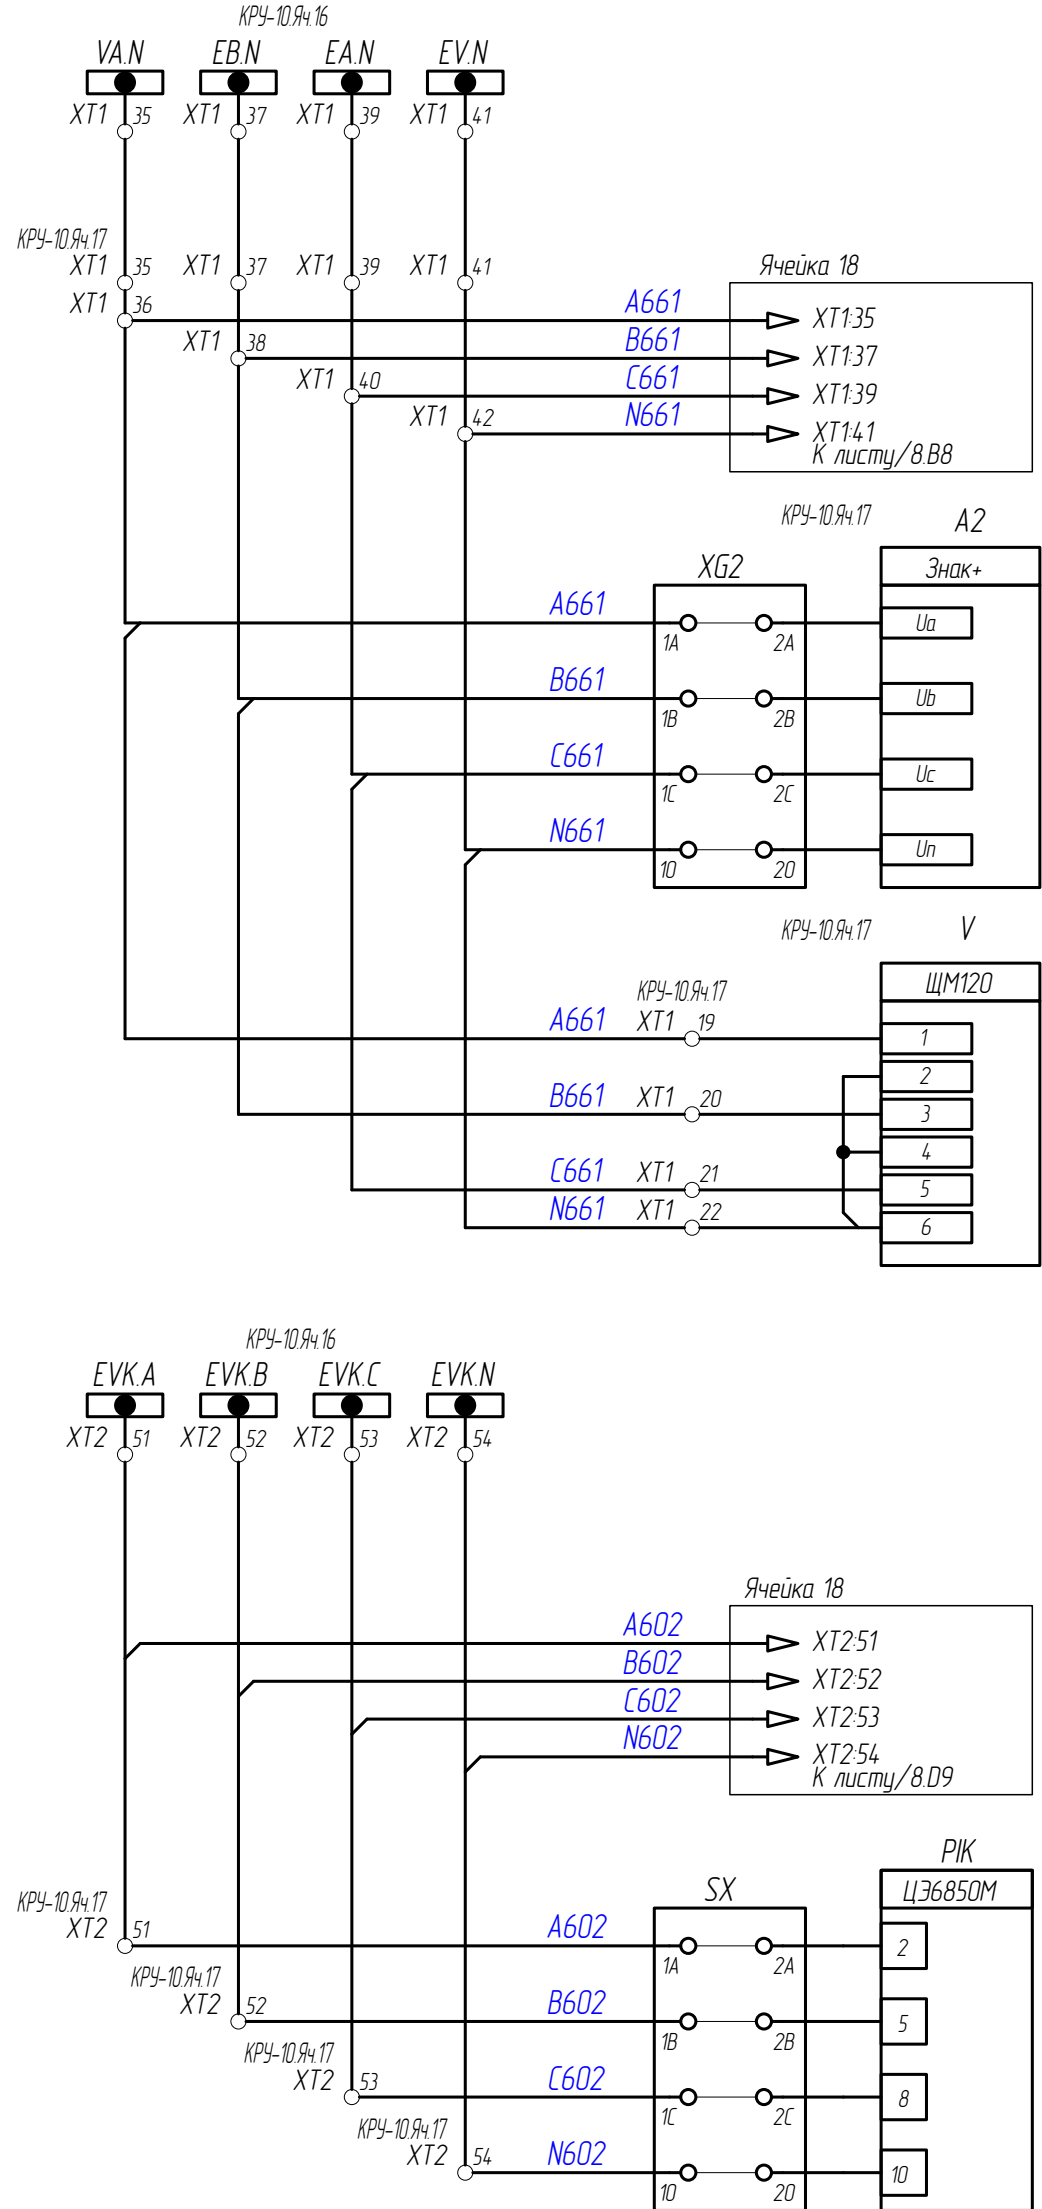 КРУ-10.Яч.16
VA.N EB.N EA.N EV.N
XT1 35 XT1 37 XT1 39 XT1 41
КРУ-10.Яч.17
XT1 35 XT1 37 XT1 39 XT1 41
Ячейка 18
XT1 36 A661 XT1:35
XT1 38 B661 XT1:37
XT1 40 C661 XT1:39
XT1 42 N661 XT1:41
К листу/8.B8
КРУ-10.Яч.17 A2
XG2 Знак+
A661 1A 2A Ua
B661 1B 2B Ub
C661 1C 2C Uc
N661 10 20 Un
КРУ-10.Яч.17 V
ЩМ120
КРУ-10.Яч.17
A661 XT1 19 1
2
B661 XT1 20 3
4
C661 XT1 21 5
N661 XT1 22 6
КРУ-10.Яч.16
EVK.A EVK.B EVK.C EVK.N
XT2 51 XT2 52 XT2 53 XT2 54
Ячейка 18
A602 XT2:51
B602 XT2:52
C602 XT2:53
N602 XT2:54
К листу/8.D9
PIK
SX ЦЭ6850М
КРУ-10.Яч.17
XT2 51 A602 1A 2A 2
КРУ-10.Яч.17
XT2 52 B602 1B 2B 5
КРУ-10.Яч.17
XT2 53 C602 1C 2C 8
КРУ-10.Яч.17
XT2 54 N602 10 20 10